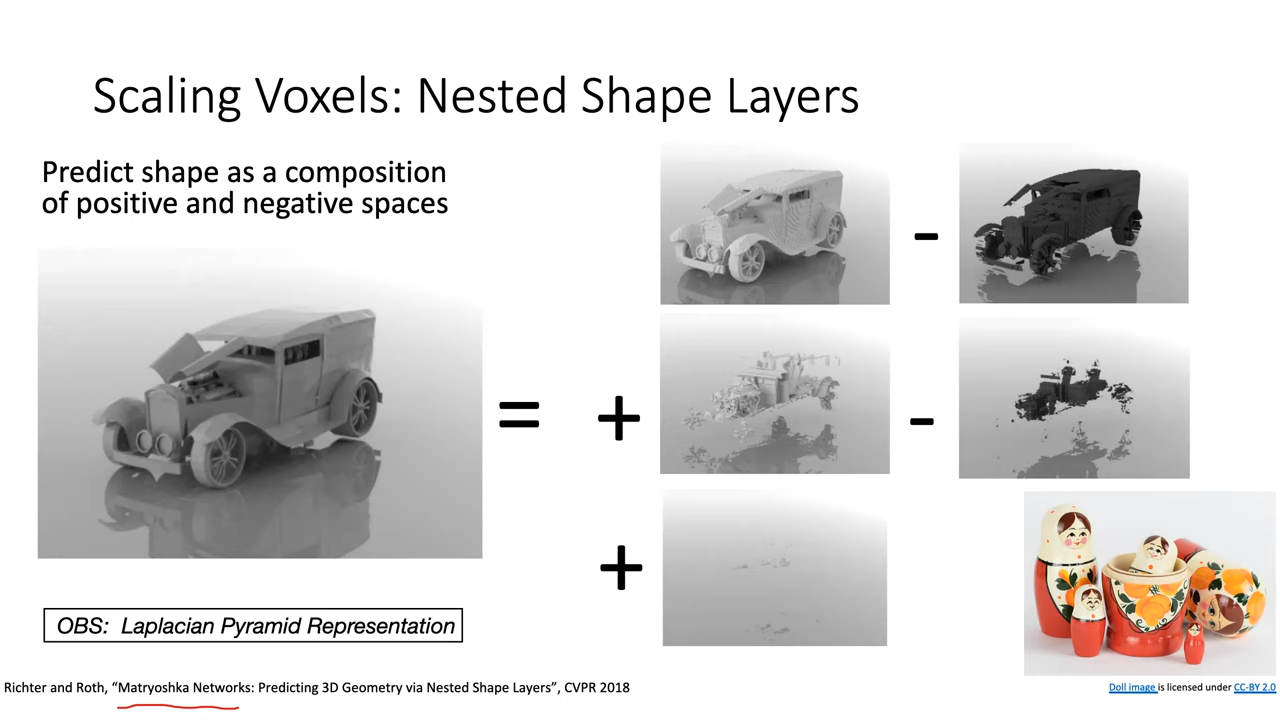 Scaling Voxels: Nested Shape Layers
Predict shape as a composition
of positive and negative spaces
-
=
+
-
+
OBS: Laplacian Pyramid Representation
Richter and Roth, “Matryoshka Networks: Predicting 3D Geometry via Nested Shape Layers”, CVPR 2018
Doll image is licensed under CC-BY 2.0